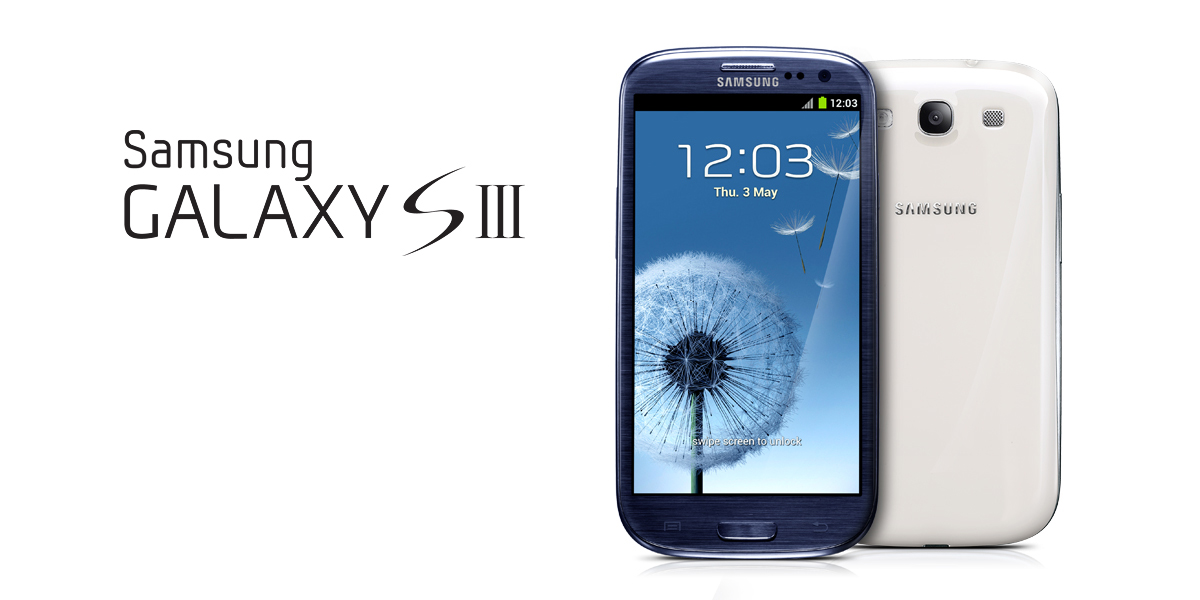 Samsung
GALAXY S III
SAMSUNG
12:03
12:03
Thu. 3 May
swipe screen to unlock
SAMSUNG